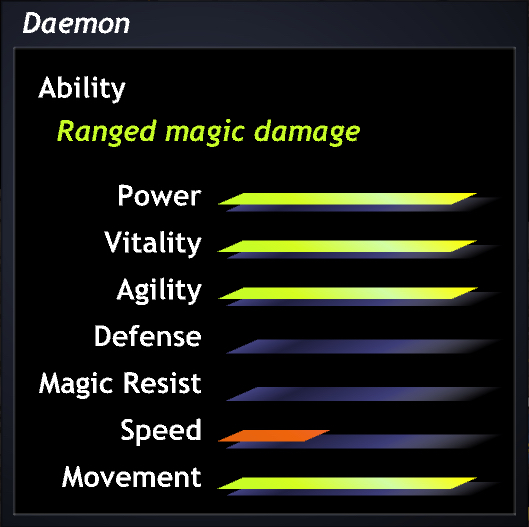 Daemon
Ability
Ranged magic damage
Power
Vitality
Agility
Defense
Magic Resist
Speed
Movement